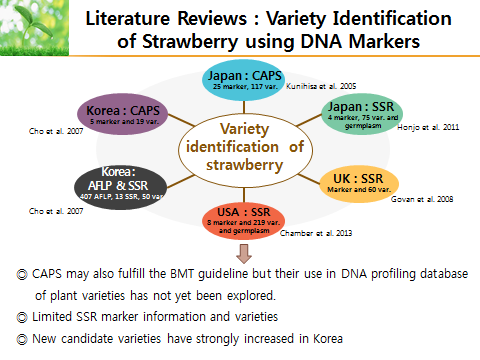 Literature Reviews : Variety Identification
of Strawberry using DNA Markers
Japan : CAPS
25 marker, 117 var.
Kunihisa et al. 2005
Korea : CAPS
5 marker and 19 var.
Cho et al. 2007
Japan : SSR
4 marker, 75 var. and
germplasm
Honjo et al. 2011
Variety
identification of
strawberry
Korea :
AFLP & SSR
407 AFLP, 13 SSR, 50 var
Cho et al. 2007
UK : SSR
Marker and 60 var.
Govan et al. 2008
USA : SSR
8 marker and 219 var.
and germplasm
Chamber et al. 2013
◎ CAPS may also fulfill the BMT guideline but their use in DNA profiling database
of plant varieties has not yet been explored.
◎ Limited SSR marker information and varieties
◎ New candidate varieties have strongly increased in Korea